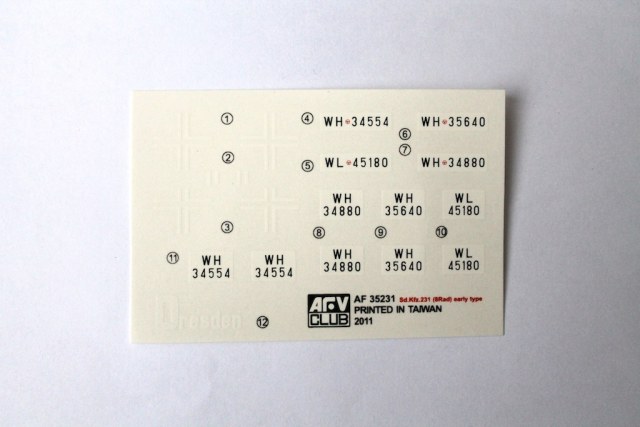 ① ④ WH 34554 WH 35640
⑥
② ⑤ WL 45180 ⑦ WH 34880
WH 34880 WH 35640 WL 45180
③ ⑧ ⑨ ⑩
⑪ WH 34554 WH 34554 WH 34880 WH 35640 WL 45180
Dresden ⑫
AFV CLUB
AF 35231 Sd.Kfz.231 (8Rad) early type
PRINTED IN TAIWAN
2011